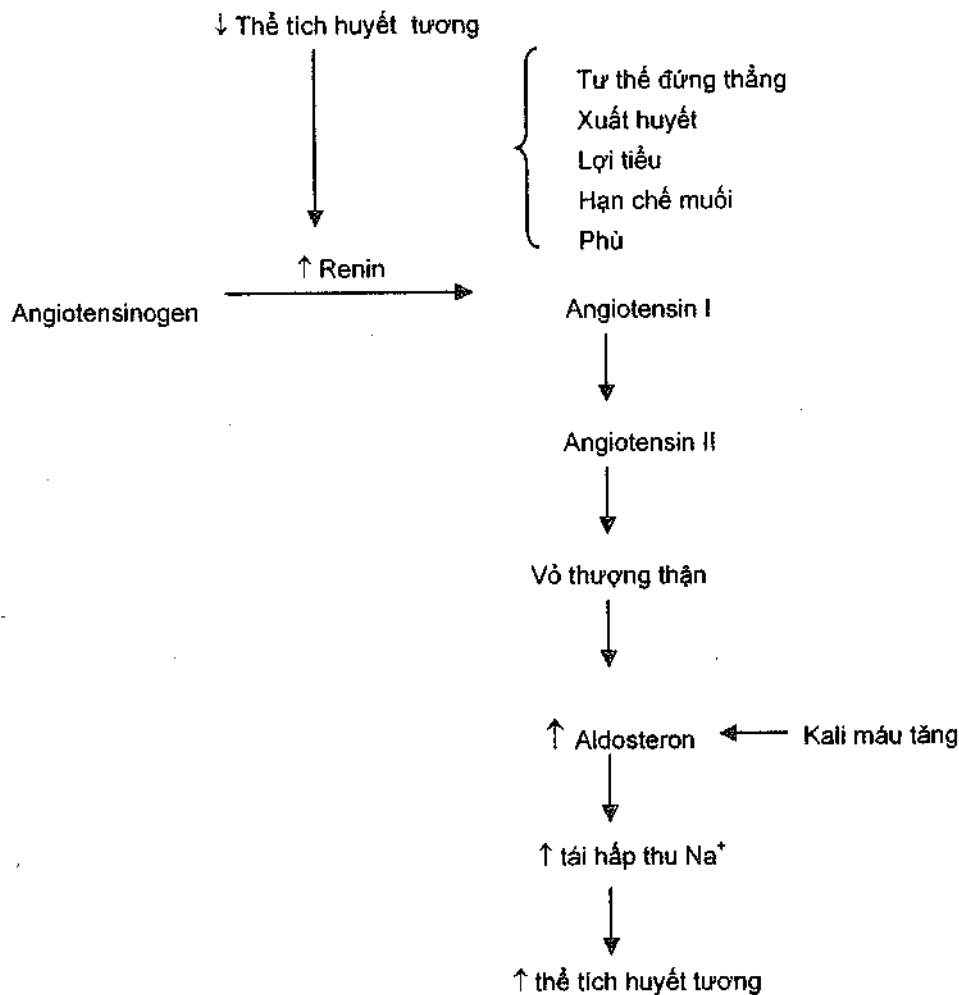 ↓ Thể tích huyết tương
Tư thế đứng thẳng
Xuất huyết
Lợi tiểu
Hạn chế muối
Phù
↑ Renin
Angiotensinogen
Angiotensin I
Angiotensin II
Vỏ thượng thận
↑ Aldosteron
Kali máu tăng
↑ tái hấp thu Na⁺
↑ thể tích huyết tương